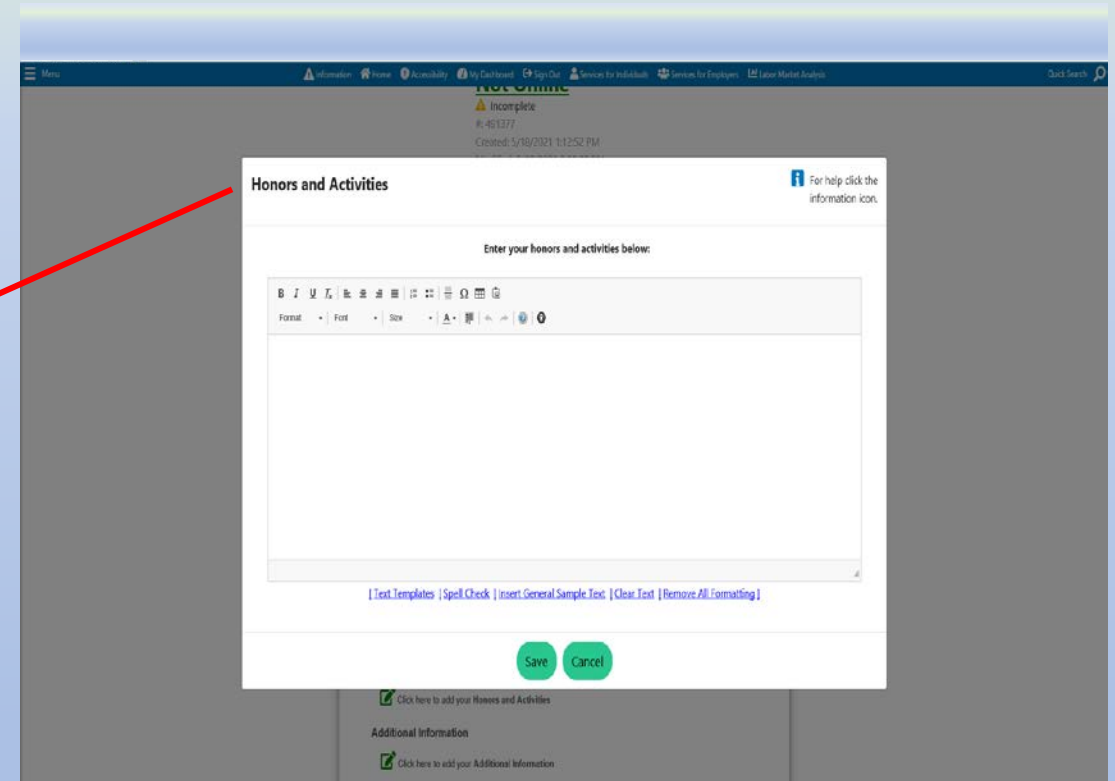 Menu
Information Home Accessibility My Dashboard Sign Out Services for Individuals Services for Employers Labor Market Analysis
Quick Search
Not Online
Incomplete
#: 461377
Created: 5/18/2021 1:12:52 PM
Honors and Activities
For help click the
information icon.
Enter your honors and activities below:
B I U Tx
Format Font Size A
[ Text Templates | Spell Check | Insert General Sample Text | Clear Text | Remove All Formatting ]
Save Cancel
Click here to add your Honors and Activities
Additional Information
Click here to add your Additional Information